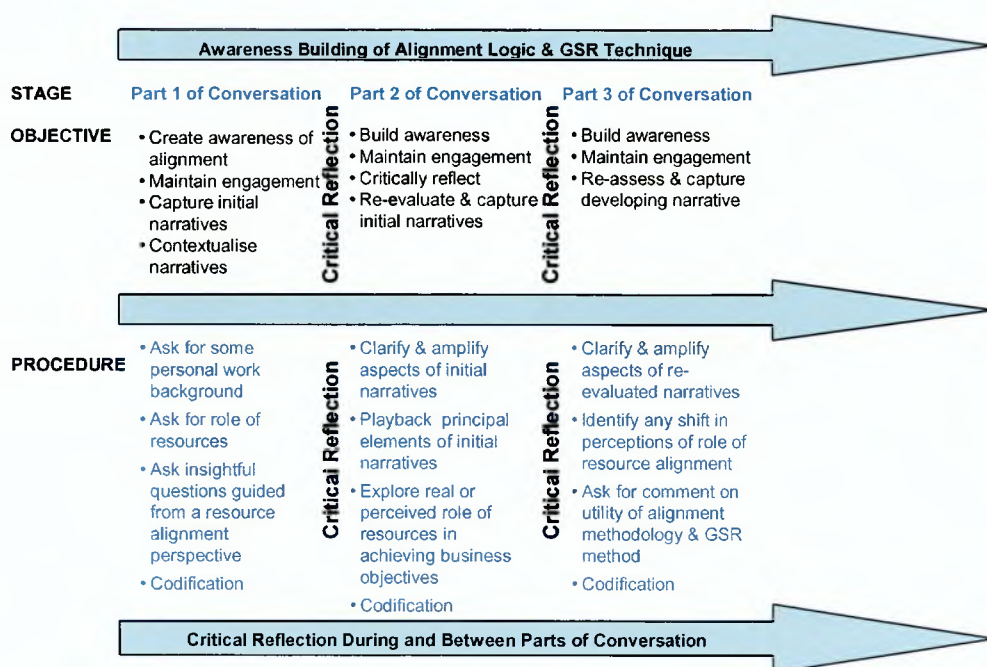 Awareness Building of Alignment Logic & GSR Technique
STAGE
Part 1 of Conversation
Part 2 of Conversation
Part 3 of Conversation
OBJECTIVE
• Create awareness of
alignment
• Maintain engagement
• Capture initial
narratives
• Contextualise
narratives
Critical Reflection
• Build awareness
• Maintain engagement
• Critically reflect
• Re-evaluate & capture
initial narratives
Critical Reflection
• Build awareness
• Maintain engagement
• Re-assess & capture
developing narrative
PROCEDURE
• Ask for some
personal work
background
• Ask for role of
resources
• Ask insightful
questions guided
from a resource
alignment
perspective
• Codification
Critical Reflection
• Clarify & amplify
aspects of initial
narratives
• Playback principal
elements of initial
narratives
• Explore real or
perceived role of
resources in
achieving business
objectives
• Codification
Critical Reflection
• Clarify & amplify
aspects of re-
evaluated narratives
• Identify any shift in
perceptions of role of
resource alignment
• Ask for comment on
utility of alignment
methodology & GSR
method
• Codification
Critical Reflection During and Between Parts of Conversation